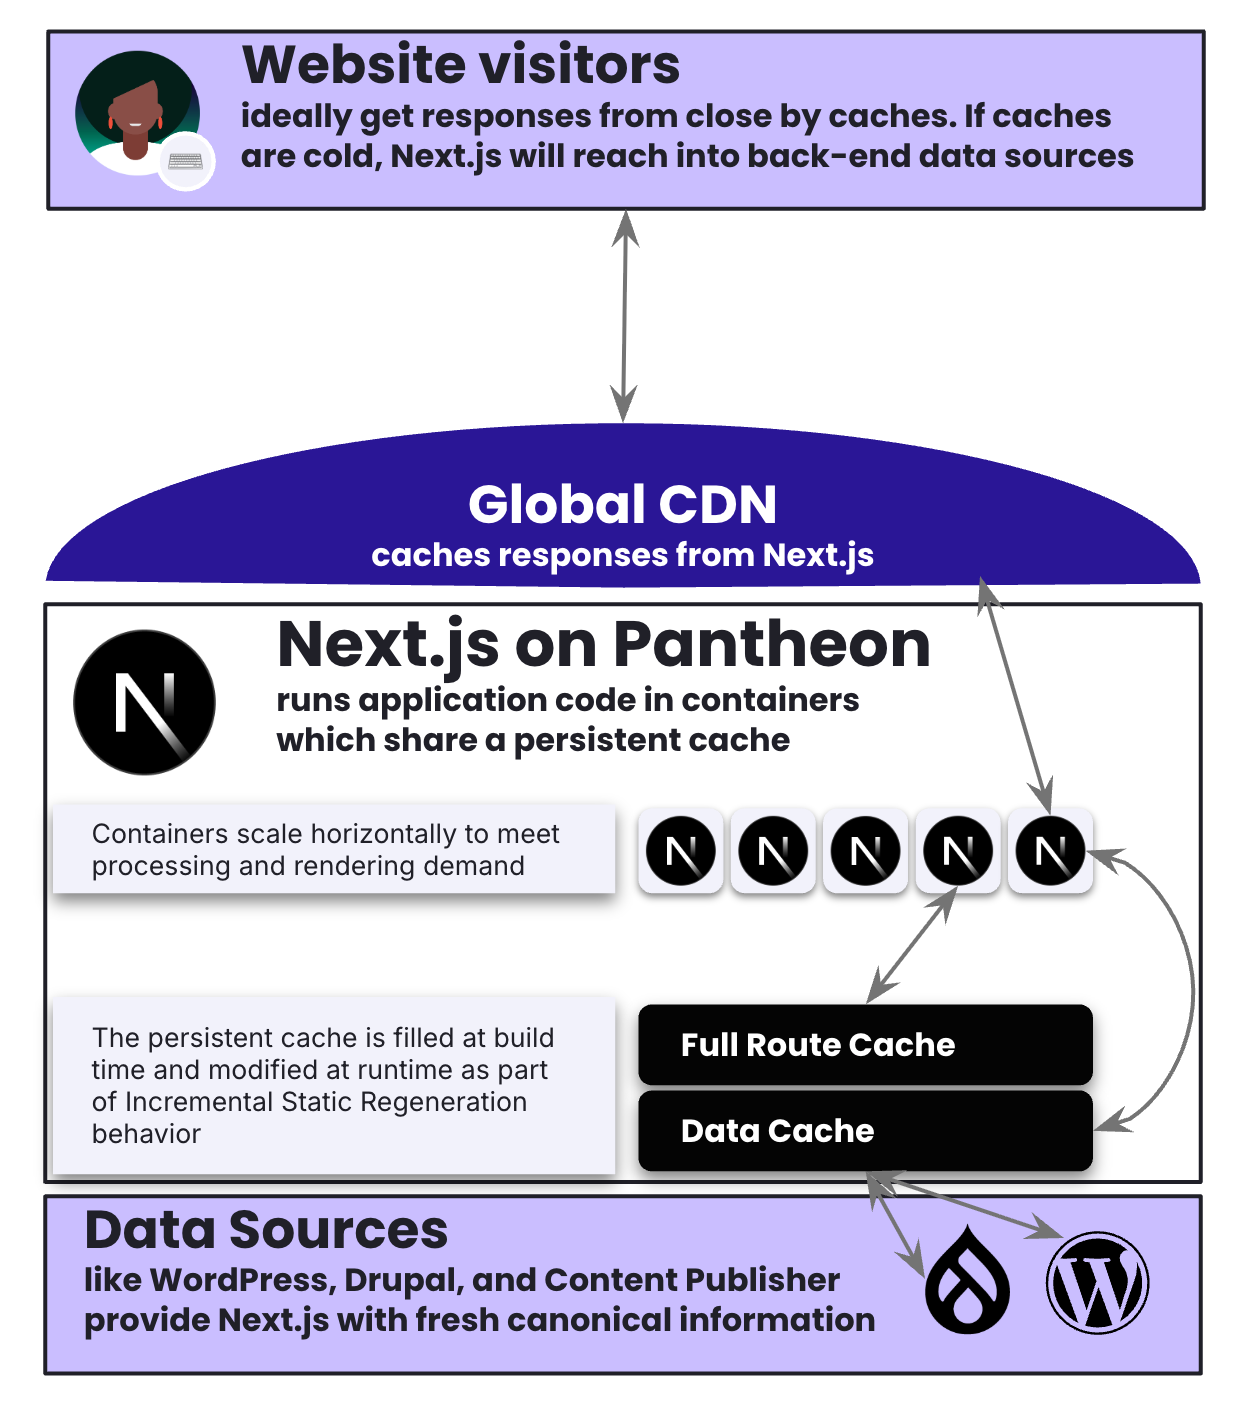 Website visitors
ideally get responses from close by caches. If caches
are cold, Next.js will reach into back-end data sources
Global CDN
caches responses from Next.js
Next.js on Pantheon
runs application code in containers
which share a persistent cache
Containers scale horizontally to meet
processing and rendering demand
The persistent cache is filled at build
time and modified at runtime as part
of Incremental Static Regeneration
behavior
Full Route Cache
Data Cache
Data Sources
like WordPress, Drupal, and Content Publisher
provide Next.js with fresh canonical information